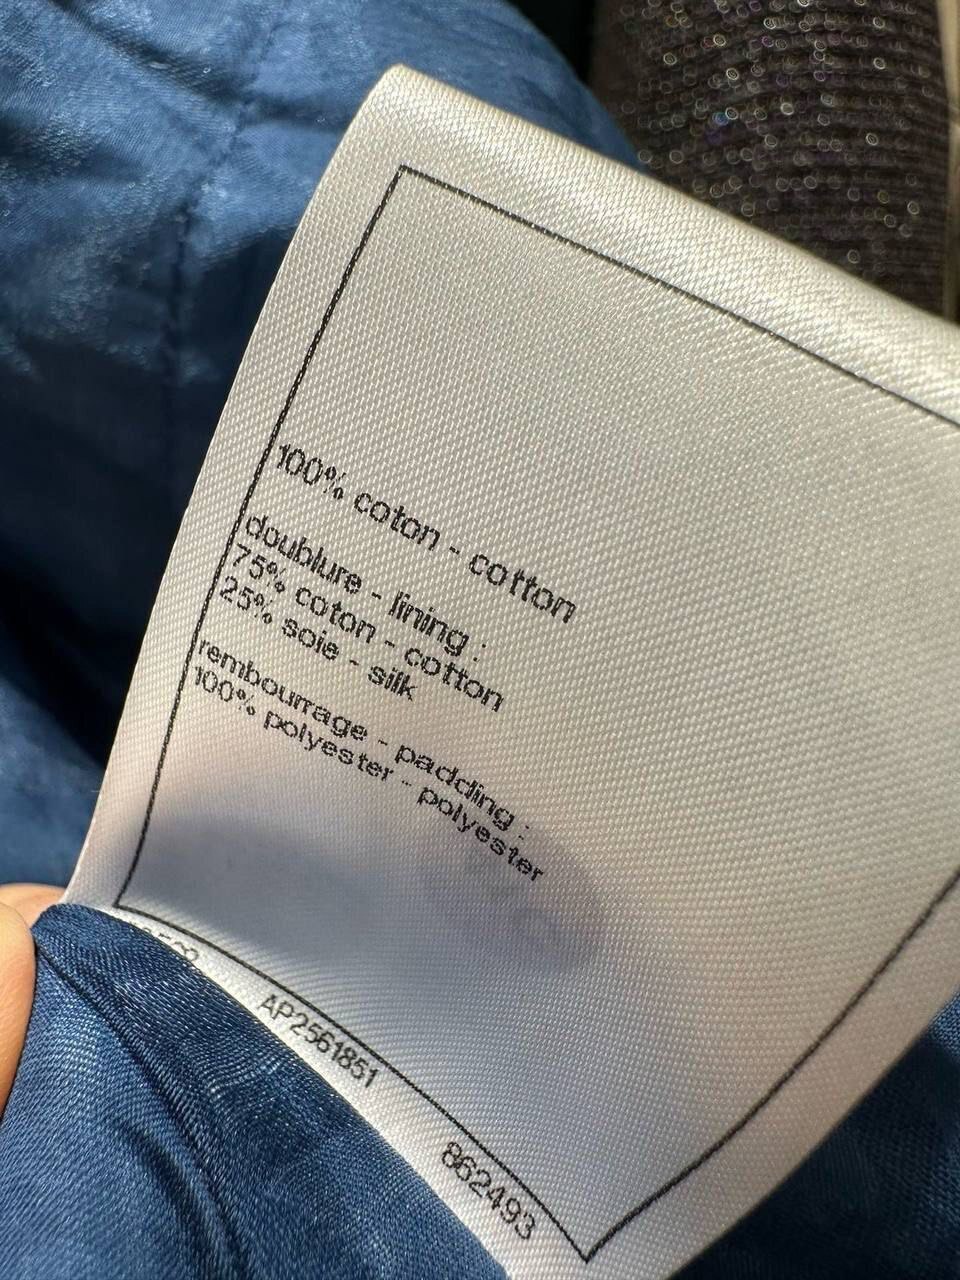 100% coton - cotton
doublure - lining :
75% coton - cotton
25% soie - silk
rembourrage - padding :
100% polyester - polyester
AP2561851
862493